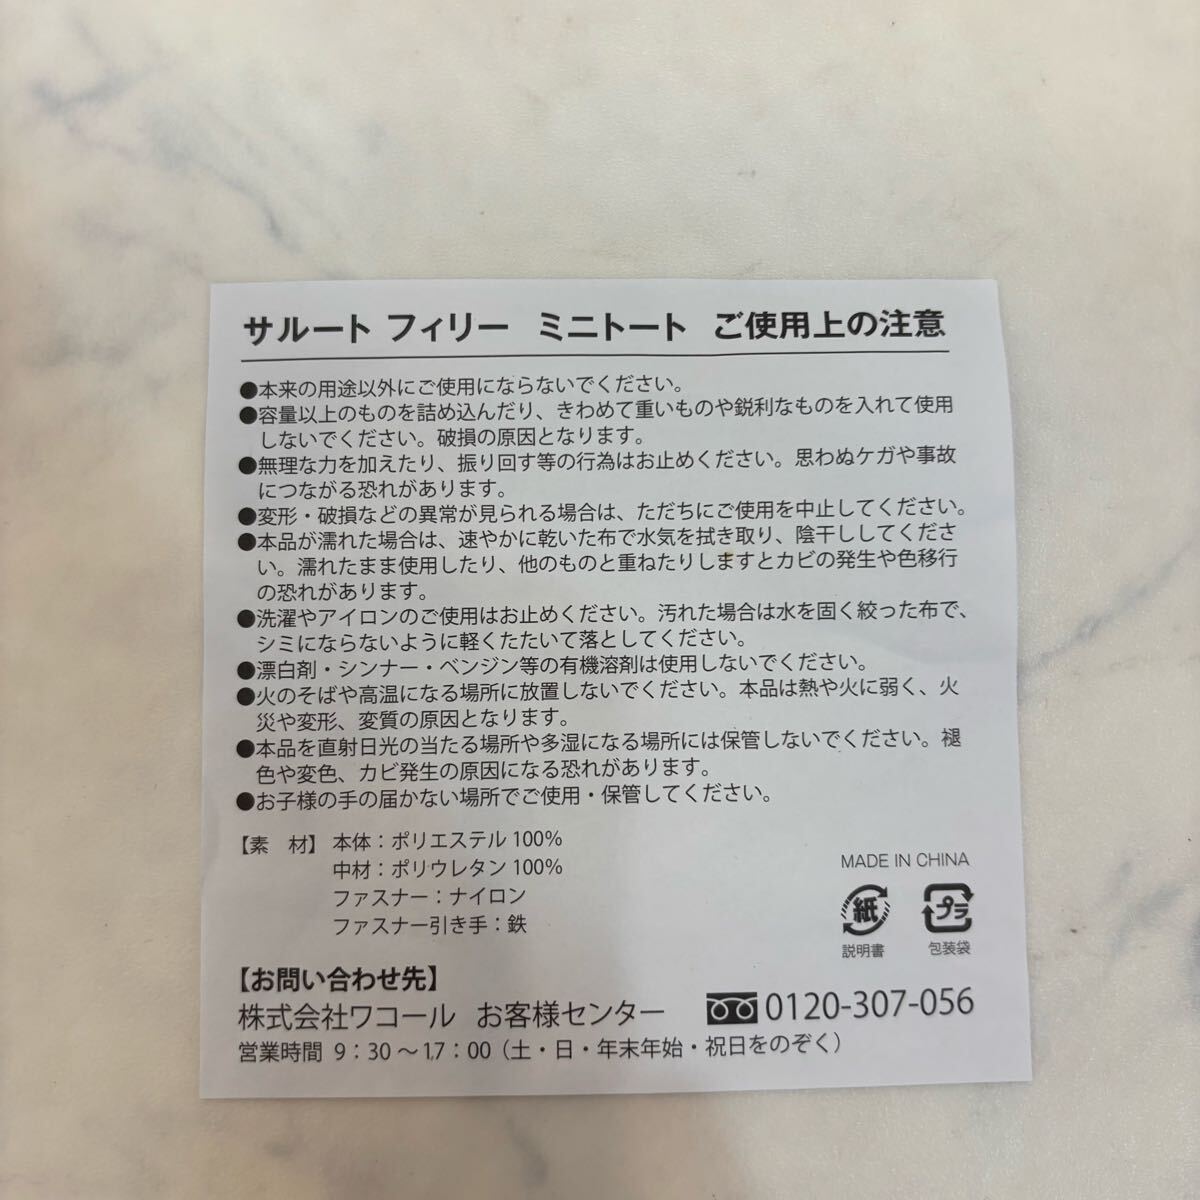 サルート フィリー ミニトート ご使用上の注意
●本来の用途以外にご使用にならないでください。
●容量以上のものを詰め込んだり、きわめて重いものや鋭利なものを入れて使用
しないでください。破損の原因となります。
●無理な力を加えたり、振り回す等の行為はお止めください。思わぬケガや事故
につながる恐れがあります。
●変形・破損などの異常が見られる場合は、ただちにご使用を中止してください。
●本品が濡れた場合は、速やかに乾いた布で水気を拭き取り、陰干ししてくださ
い。濡れたまま使用したり、他のものと重ねたりしますとカビの発生や色移行
の恐れがあります。
●洗濯やアイロンのご使用はお止めください。汚れた場合は水を固く絞った布で、
シミにならないように軽くたたいて落としてください。
●漂白剤・シンナー・ベンジン等の有機溶剤は使用しないでください。
●火のそばや高温になる場所に放置しないでください。本品は熱や火に弱く、火
災や変形、変質の原因となります。
●本品を直射日光の当たる場所や多湿になる場所には保管しないでください。褪
色や変色、カビ発生の原因になる恐れがあります。
●お子様の手の届かない場所でご使用・保管してください。
【素　材】 本体：ポリエステル 100%
中材：ポリウレタン 100%
ファスナー：ナイロン
ファスナー引き手：鉄
MADE IN CHINA
紙 プラ
説明書 包装袋
【お問い合わせ先】
株式会社ワコール お客様センター 0120-307-056
営業時間 9：30～17：00（土・日・年末年始・祝日をのぞく）